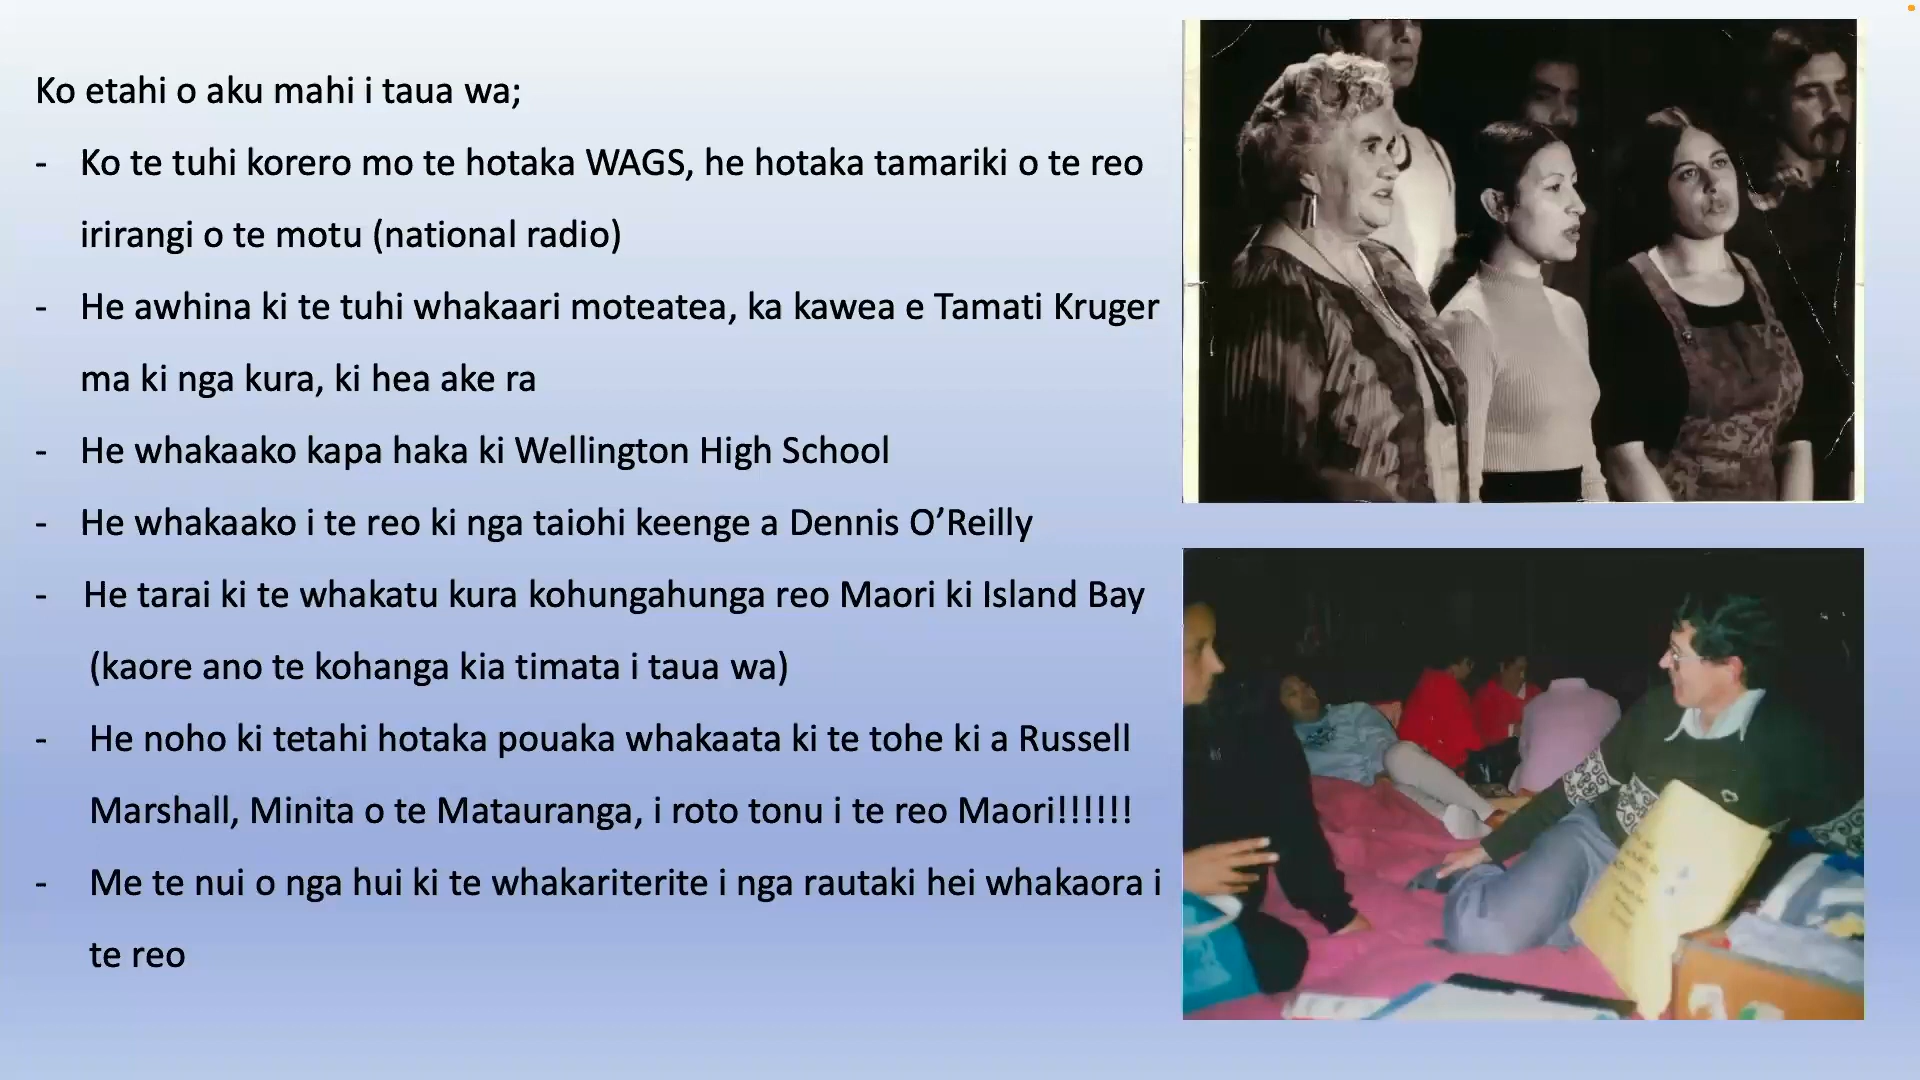 Ko etahi o aku mahi i taua wa;
- Ko te tuhi korero mo te hotaka WAGS, he hotaka tamariki o te reo
irirangi o te motu (national radio)
- He awhina ki te tuhi whakaari moteatea, ka kawea e Tamati Kruger
ma ki nga kura, ki hea ake ra
- He whakaako kapa haka ki Wellington High School
- He whakaako i te reo ki nga taiohi keenge a Dennis O’Reilly
- He tarai ki te whakatu kura kohungahunga reo Maori ki Island Bay
(kaore ano te kohanga kia timata i taua wa)
- He noho ki tetahi hotaka pouaka whakaata ki te tohe ki a Russell
Marshall, Minita o te Matauranga, i roto tonu i te reo Maori!!!!!!
- Me te nui o nga hui ki te whakariterite i nga rautaki hei whakaora i
te reo